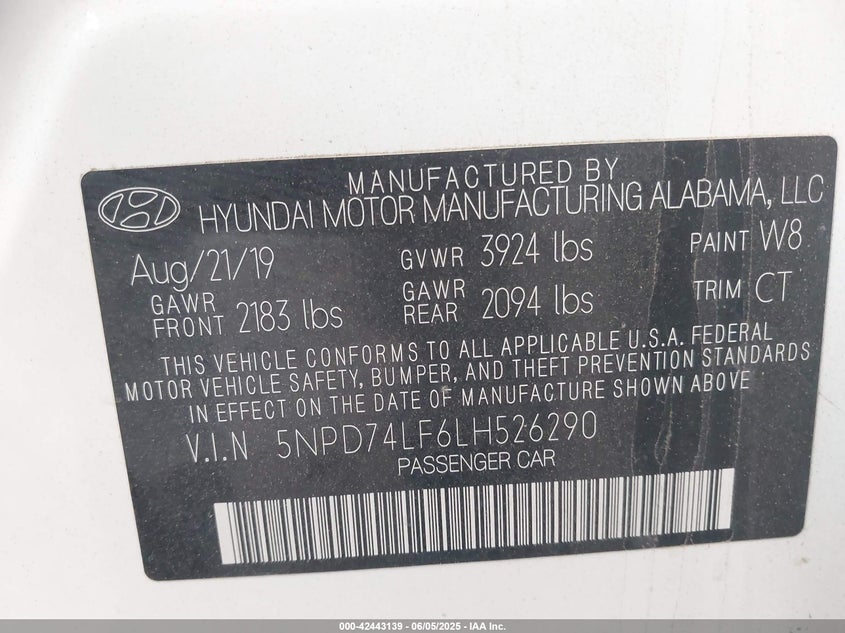 MANUFACTURED BY
HYUNDAI MOTOR MANUFACTURING ALABAMA, LLC
Aug/21/19 GVWR 3924 lbs PAINT W8
GAWR FRONT 2183 lbs GAWR REAR 2094 lbs TRIM CT
THIS VEHICLE CONFORMS TO ALL APPLICABLE U.S.A. FEDERAL
MOTOR VEHICLE SAFETY, BUMPER, AND THEFT PREVENTION STANDARDS
IN EFFECT ON THE DATE OF MANUFACTURE SHOWN ABOVE
V.I.N 5NPD74LF6LH526290
PASSENGER CAR
000-42443139 - 06/05/2025 - IAA Inc.